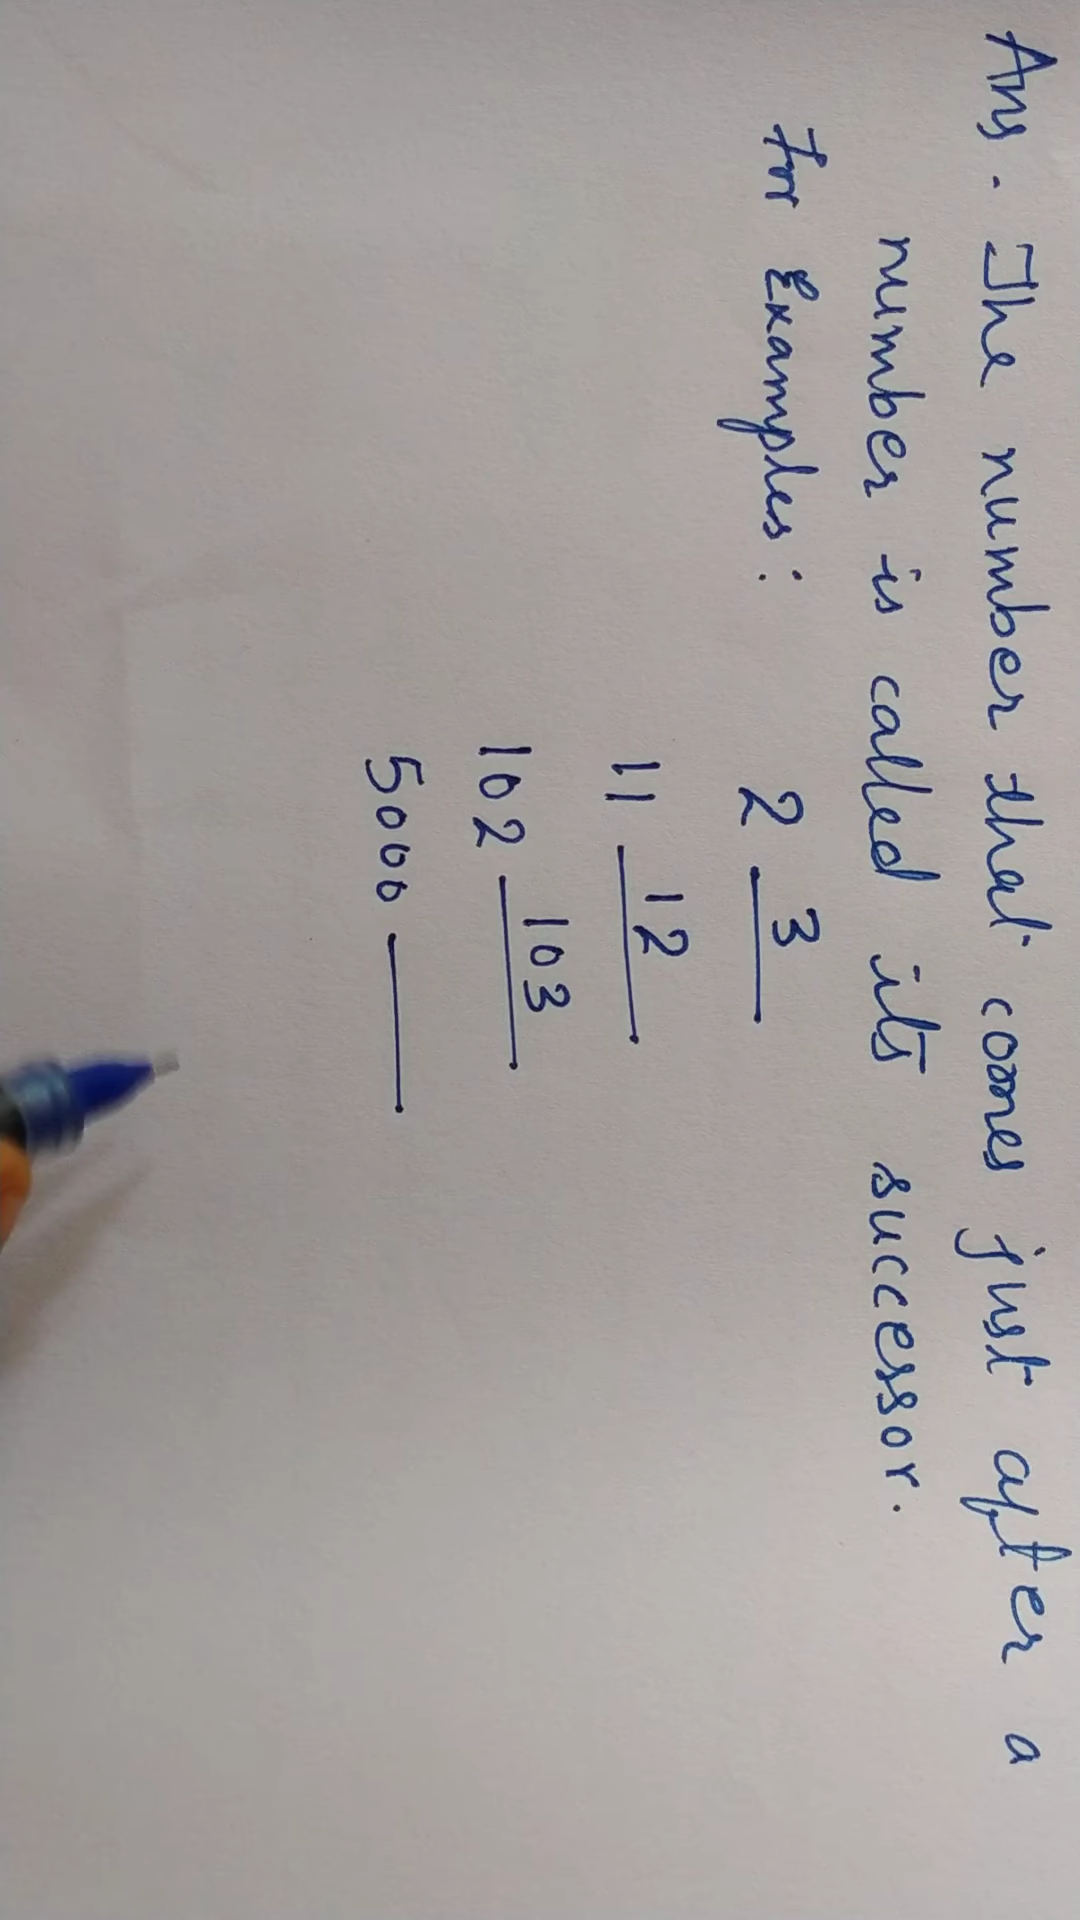 Ans. The number that comes just after a
number is called its successor.
For Examples:
2 3
11 12
102 103
5000